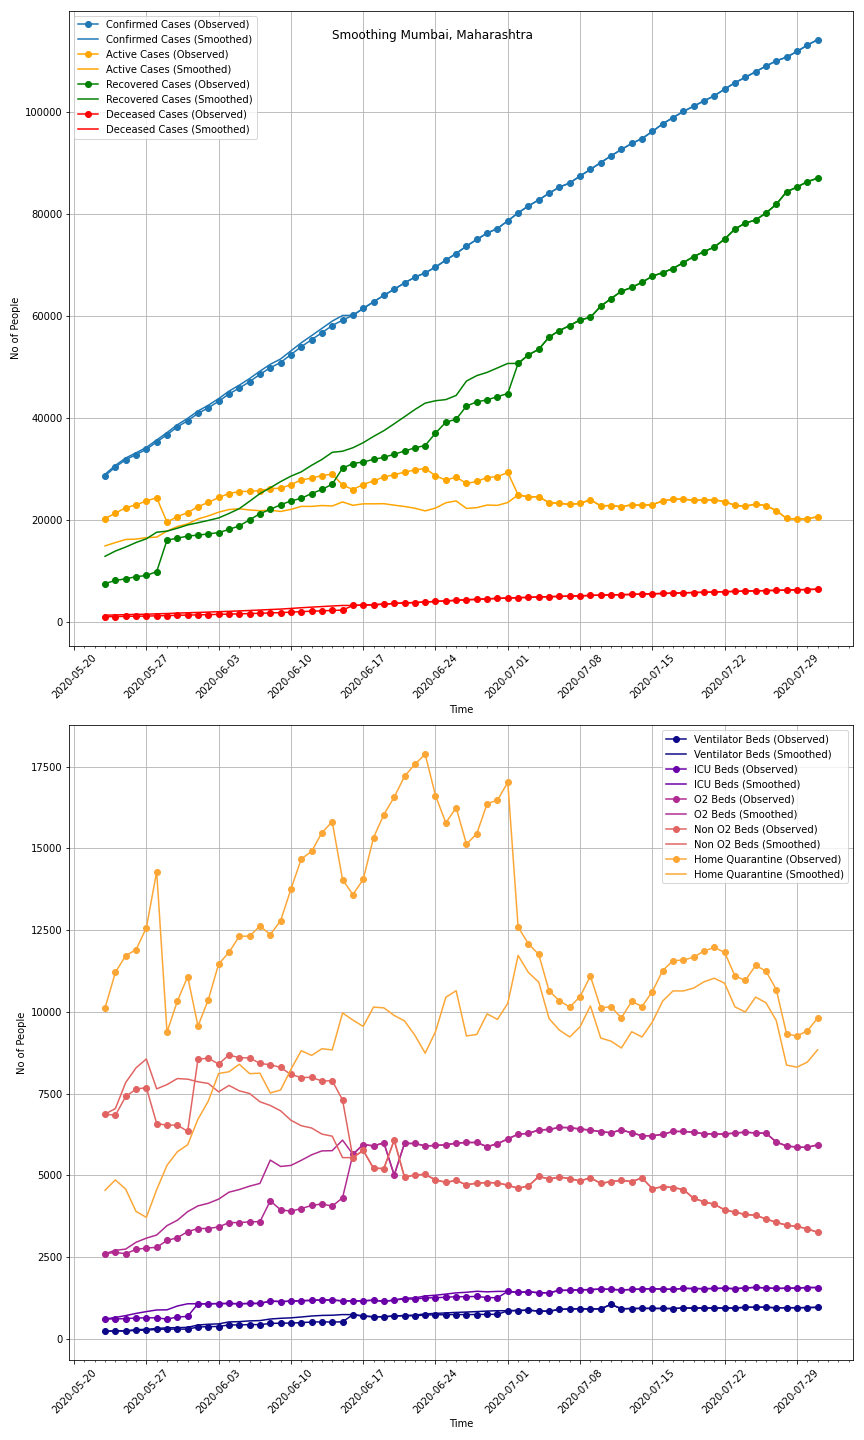 Smoothing Mumbai, Maharashtra
Confirmed Cases (Observed)
Confirmed Cases (Smoothed)
Active Cases (Observed)
Active Cases (Smoothed)
Recovered Cases (Observed)
Recovered Cases (Smoothed)
Deceased Cases (Observed)
Deceased Cases (Smoothed)
No of People
100000
80000
60000
40000
20000
0
2020-05-20
2020-05-27
2020-06-03
2020-06-10
2020-06-17
2020-06-24
2020-07-01
2020-07-08
2020-07-15
2020-07-22
2020-07-29
Time
Ventilator Beds (Observed)
Ventilator Beds (Smoothed)
ICU Beds (Observed)
ICU Beds (Smoothed)
O2 Beds (Observed)
O2 Beds (Smoothed)
Non O2 Beds (Observed)
Non O2 Beds (Smoothed)
Home Quarantine (Observed)
Home Quarantine (Smoothed)
No of People
17500
15000
12500
10000
7500
5000
2500
0
2020-05-20
2020-05-27
2020-06-03
2020-06-10
2020-06-17
2020-06-24
2020-07-01
2020-07-08
2020-07-15
2020-07-22
2020-07-29
Time